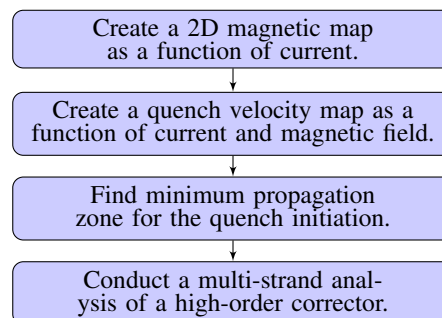 Create a 2D magnetic map
as a function of current.
Create a quench velocity map as a
function of current and magnetic field.
Find minimum propagation
zone for the quench initiation.
Conduct a multi-strand anal-
ysis of a high-order corrector.